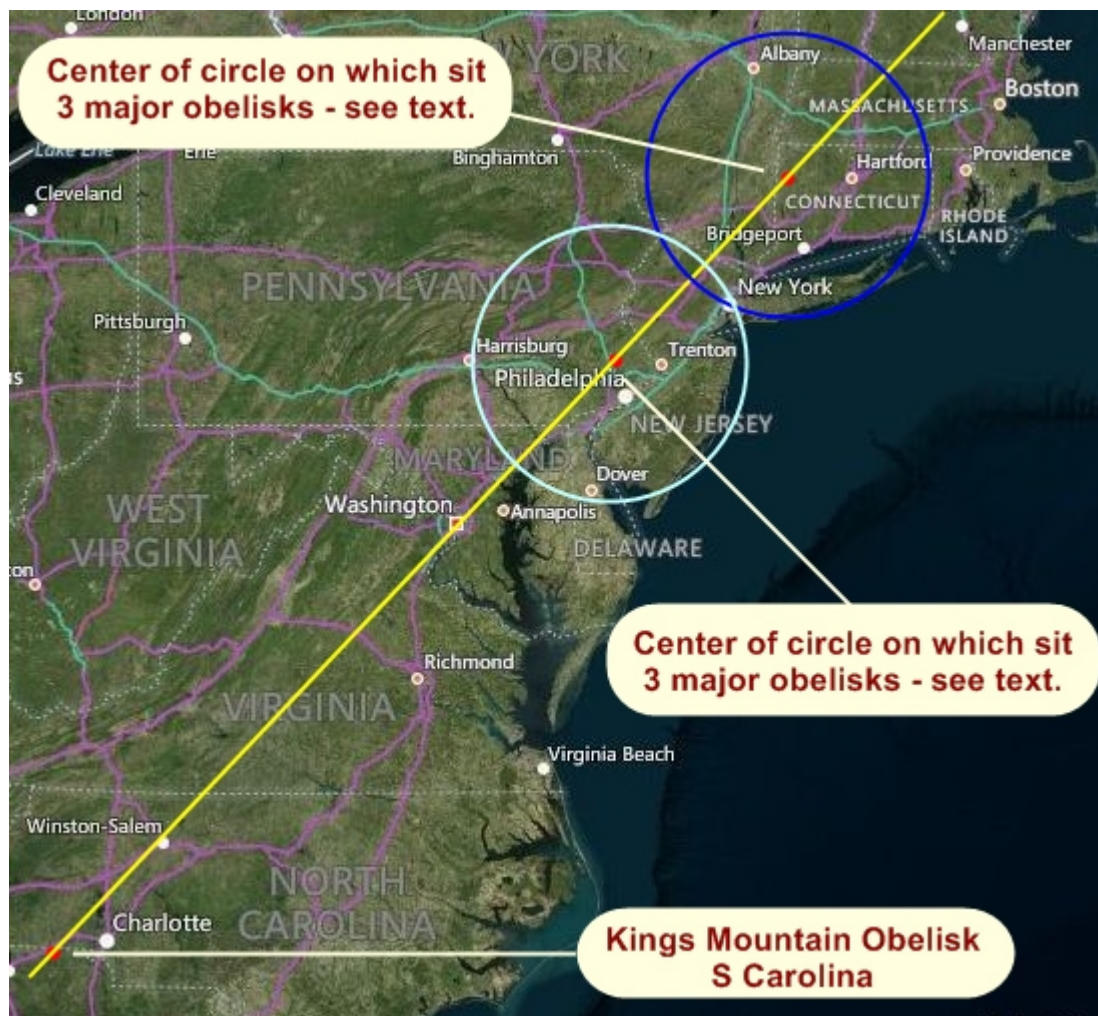 London
Center of circle on which sit
3 major obelisks - see text.
YORK
Albany
Manchester
Boston
MASSACHUSETTS
Lake Erie
Erie
Binghamton
Hartford
Providence
Cleveland
CONNECTICUT
RHODE
ISLAND
Bridgeport
PENNSYLVANIA
New York
Pittsburgh
Harrisburg
Trenton
Philadelphia
NEW JERSEY
MARYLAND
Dover
Washington
Annapolis
WEST
VIRGINIA
DELAWARE
Center of circle on which sit
3 major obelisks - see text.
Richmond
VIRGINIA
Virginia Beach
Winston-Salem
NORTH
CAROLINA
Charlotte
Kings Mountain Obelisk
S Carolina